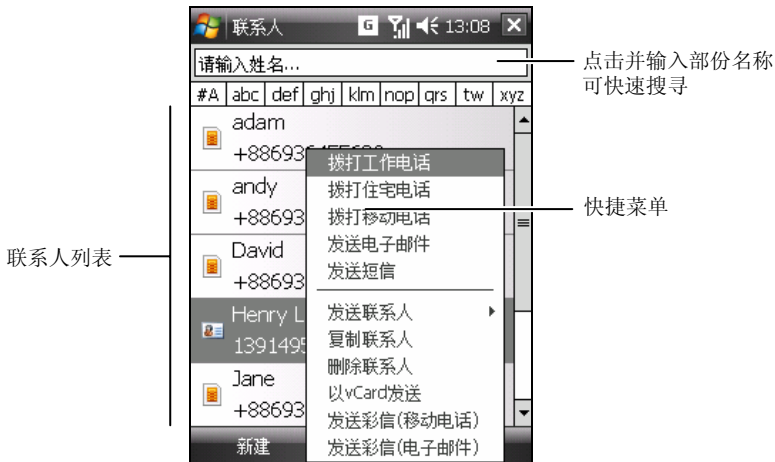 联系人 G 13:08
请输入姓名...
#A abc def ghj klm nop qrs tw xyz
adam
andy
+88693
David
+88693
Henry L
139149
Jane
+88693
新建
拨打工作电话
拨打住宅电话
拨打移动电话
发送电子邮件
发送短信
发送联系人
复制联系人
删除联系人
以vCard发送
发送彩信(移动电话)
发送彩信(电子邮件)
点击并输入部份名称
可快速搜寻
快捷菜单
联系人列表